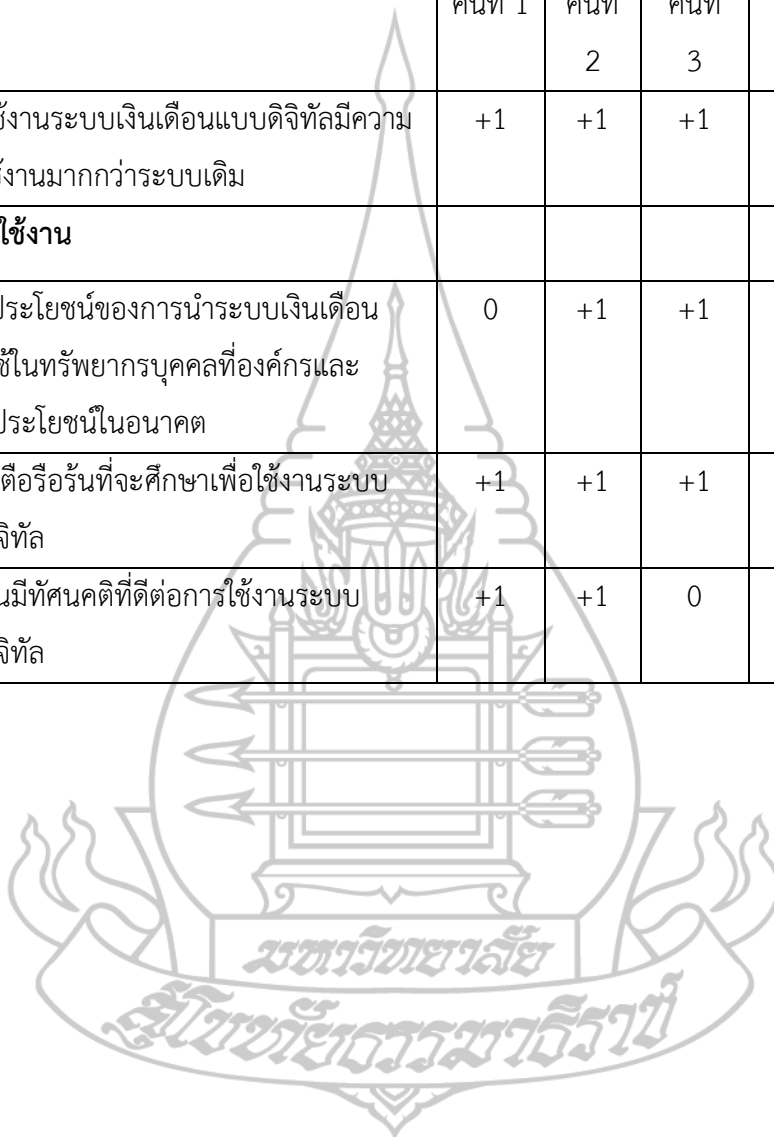 คนที่ 1 คนที่ คนที่
2 3
ช้งานระบบเงินเดือนแบบดิจิทัลมีความ +1 +1 +1
ช้งานมากกว่าระบบเดิม
ใช้งาน
ประโยชน์ของการนำระบบเงินเดือน 0 +1 +1
ช้ในทรัพยากรบุคคลที่องค์กรและ
ประโยชน์ในอนาคต
ตือรือร้นที่จะศึกษาเพื่อใช้งานระบบ +1 +1 +1
จิทัล
นมีทัศนคติที่ดีต่อการใช้งานระบบ +1 +1 0
จิทัล
มหาวิทยาลัย
สุโขทัยธรรมาธิราช